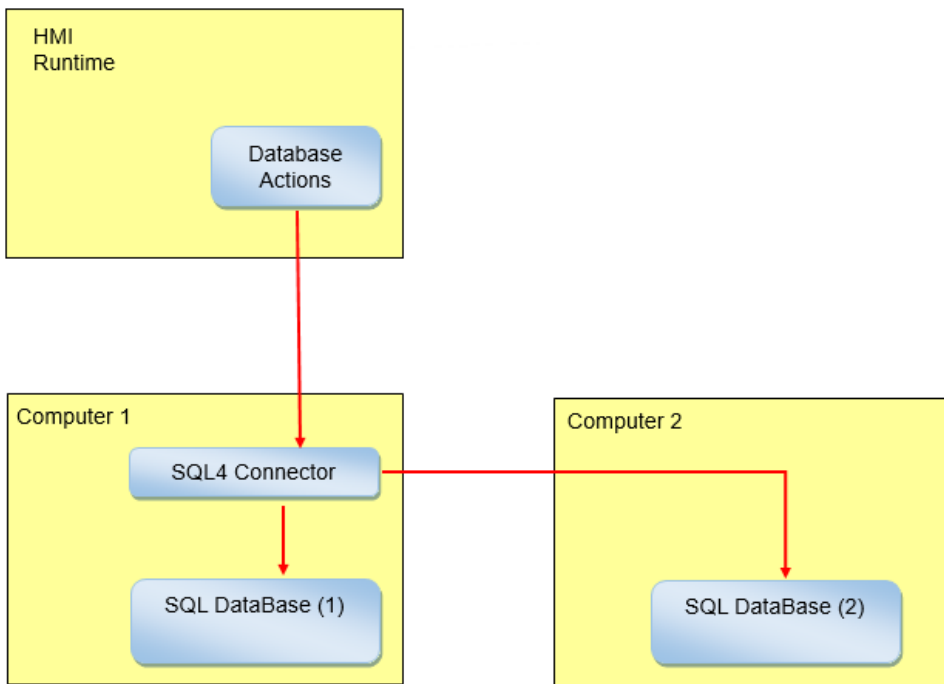 HMI
Runtime
Database
Actions
Computer 1
SQL4 Connector
SQL DataBase (1)
Computer 2
SQL DataBase (2)